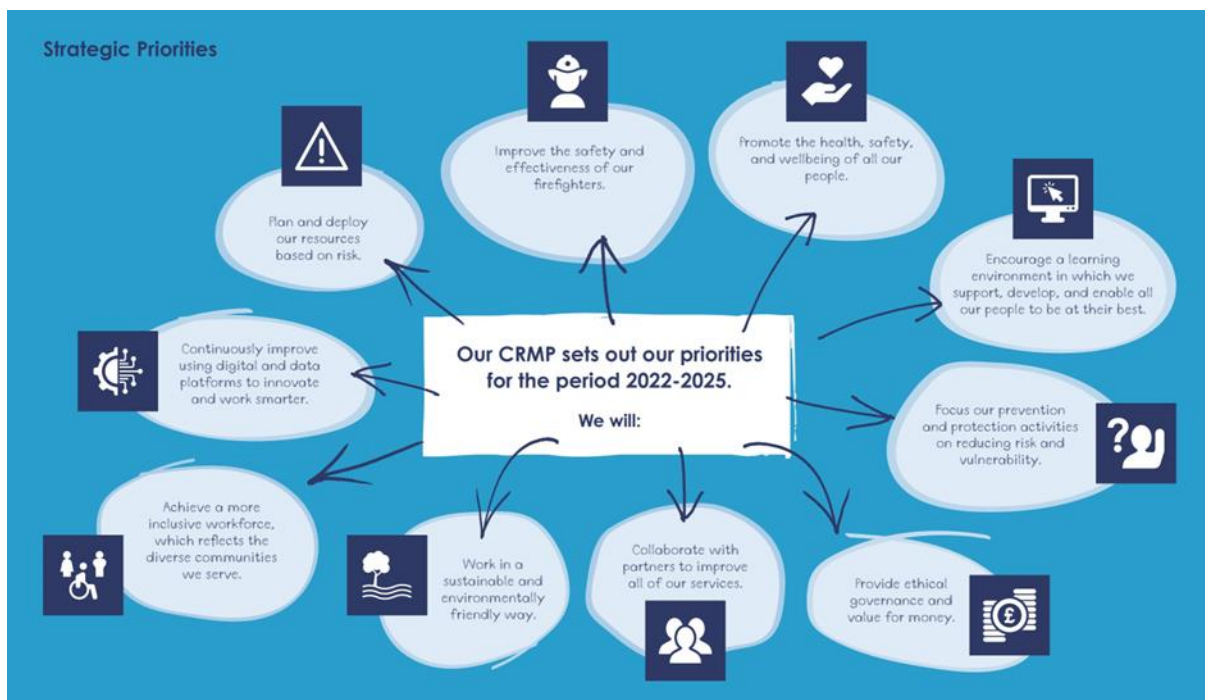 Strategic Priorities
Improve the safety and
effectiveness of our
firefighters.
Promote the health, safety,
and wellbeing of all our
people.
Plan and deploy
our resources
based on risk.
Encourage a learning
environment in which we
support, develop, and enable all
our people to be at their best.
Continuously improve
using digital and data
platforms to innovate
and work smarter.
Our CRMP sets out our priorities
for the period 2022-2025.
We will:
Focus our prevention
and protection activities
on reducing risk and
vulnerability.
?
Achieve a more
inclusive workforce,
which reflects the
diverse communities
we serve.
Work in a
sustainable and
environmentally
friendly way.
Collaborate with
partners to improve
all of our services.
Provide ethical
governance and
value for money.
£